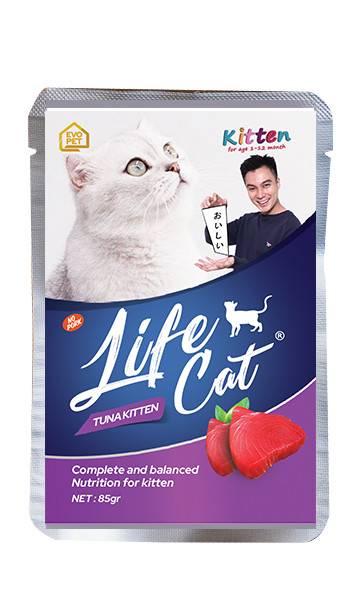 EVO
PET
Kitten
for age 1-12 month
おいしい
NO
PORK
Life
Cat
®
TUNA KITTEN
Complete and balanced
Nutrition for kitten
NET : 85gr